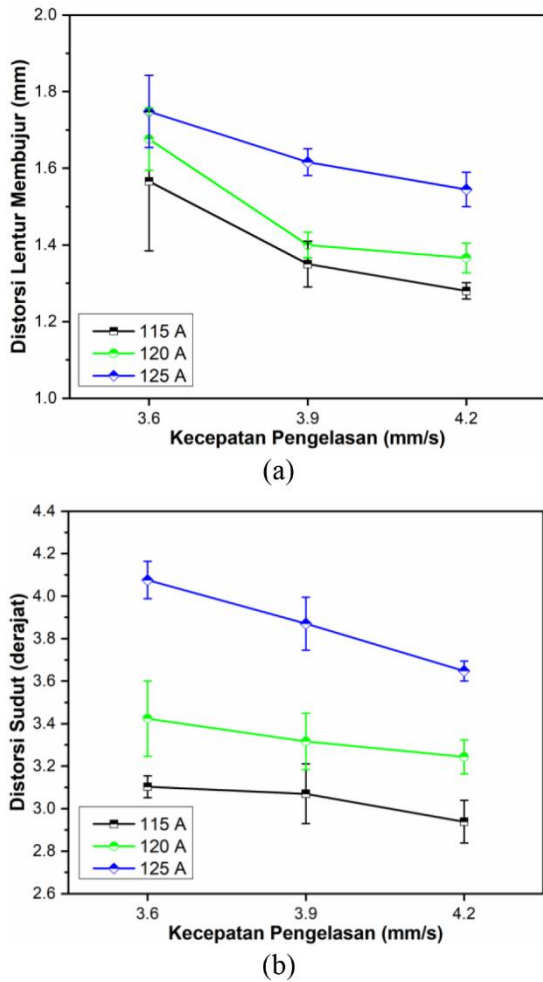 2.0
1.8
1.6
1.4
1.2
1.0
Distorsi Lentur Membujur (mm)
115 A
120 A
125 A
3.6 3.9 4.2
Kecepatan Pengelasan (mm/s)
(a)
4.4
4.2
4.0
3.8
3.6
3.4
3.2
3.0
2.8
2.6
Distorsi Sudut (derajat)
115 A
120 A
125 A
3.6 3.9 4.2
Kecepatan Pengelasan (mm/s)
(b)